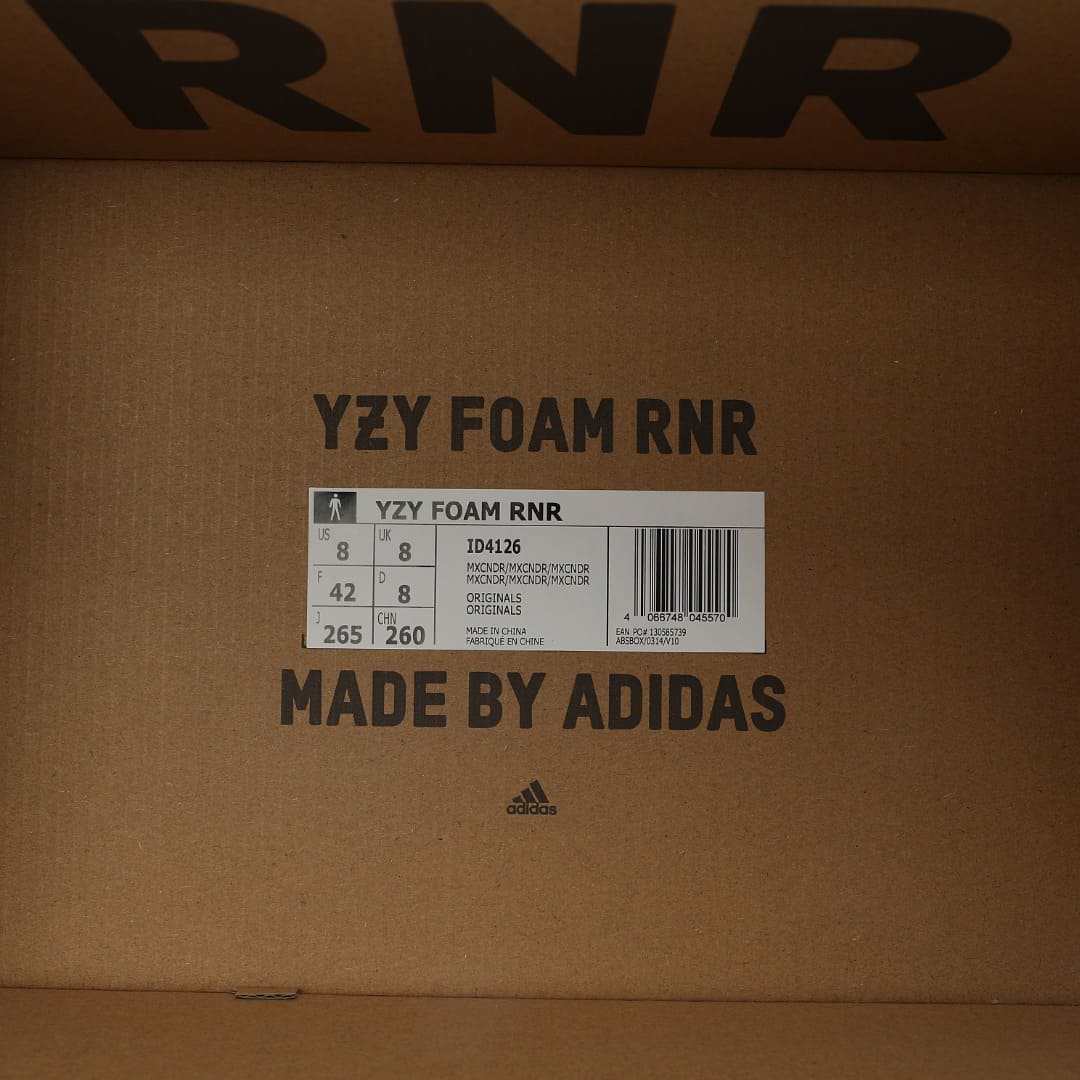 RNR
YZY FOAM RNR
YZY FOAM RNR
US 8 UK 8
F 42 D 8
J 265 CHN 260
ID4126
MXCNDR/MXCNDR/MXCNDR
MXCNDR/MXCNDR/MXCNDR
ORIGINALS
ORIGINALS
MADE IN CHINA
FABRIQUÉ EN CHINE
4 066748 045570
EAN PO# 130565739
ABSBOX/0314/V10
MADE BY ADIDAS
adidas